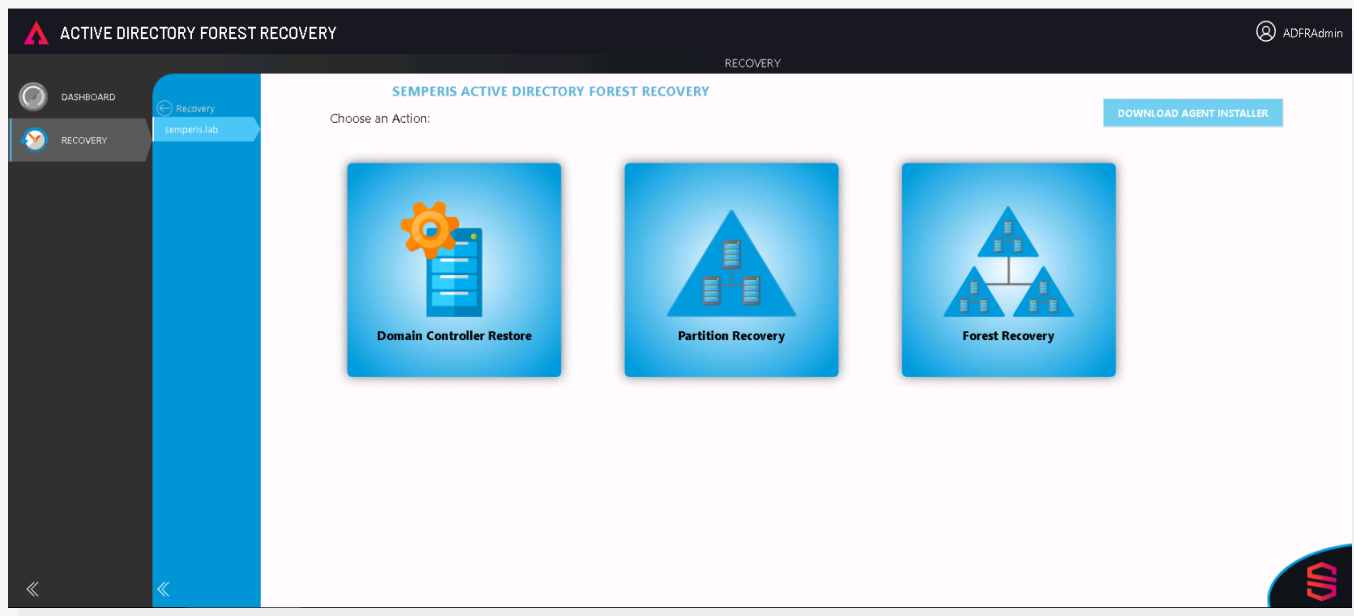 ACTIVE DIRECTORY FOREST RECOVERY
ADFRAdmin
RECOVERY
DASHBOARD
RECOVERY
Recovery
semperis.lab
SEMPERIS ACTIVE DIRECTORY FOREST RECOVERY
Choose an Action:
DOWNLOAD AGENT INSTALLER
Domain Controller Restore
Partition Recovery
Forest Recovery